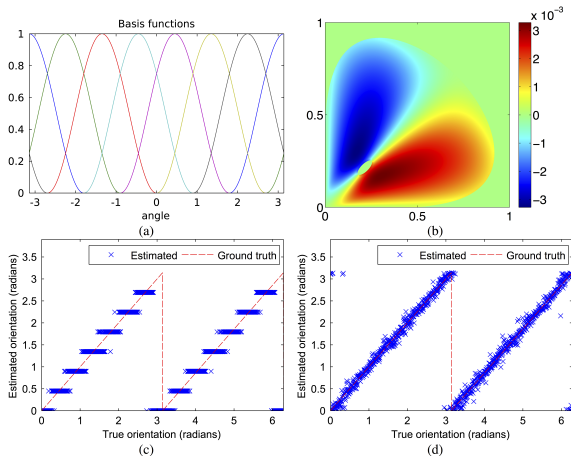 Basis functions
1
0.8
0.6
0.4
0.2
0
-3 -2 -1 0 1 2 3
angle
(a)
x 10⁻³
1
0.5
0
0 0.5 1
3
2
1
0
−1
−2
−3
(b)
Estimated Ground truth
Estimated orientation (radians)
3.5
3
2.5
2
1.5
1
0.5
0
0 1 2 3 4 5 6
True orientation (radians)
(c)
Estimated Ground truth
Estimated orientation (radians)
3.5
3
2.5
2
1.5
1
0.5
0
0 1 2 3 4 5 6
True orientation (radians)
(d)